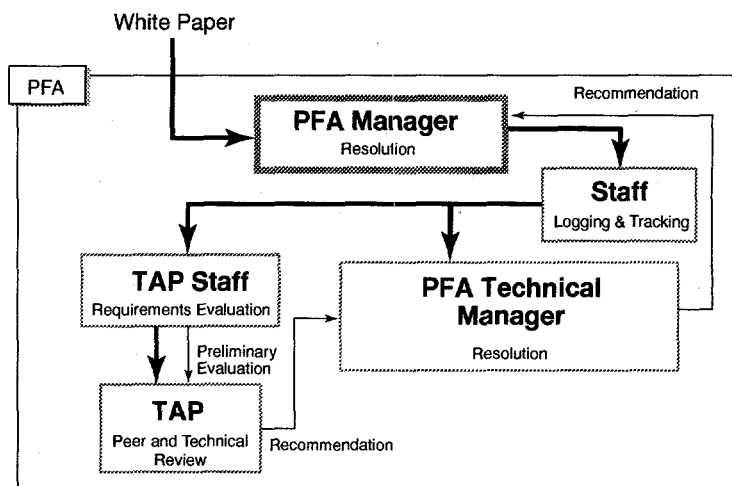 White Paper
PFA
Recommendation
PFA Manager
Resolution
Staff
Logging & Tracking
TAP Staff
Requirements Evaluation
PFA Technical
Manager
Resolution
Preliminary
Evaluation
TAP
Peer and Technical
Review
Recommendation